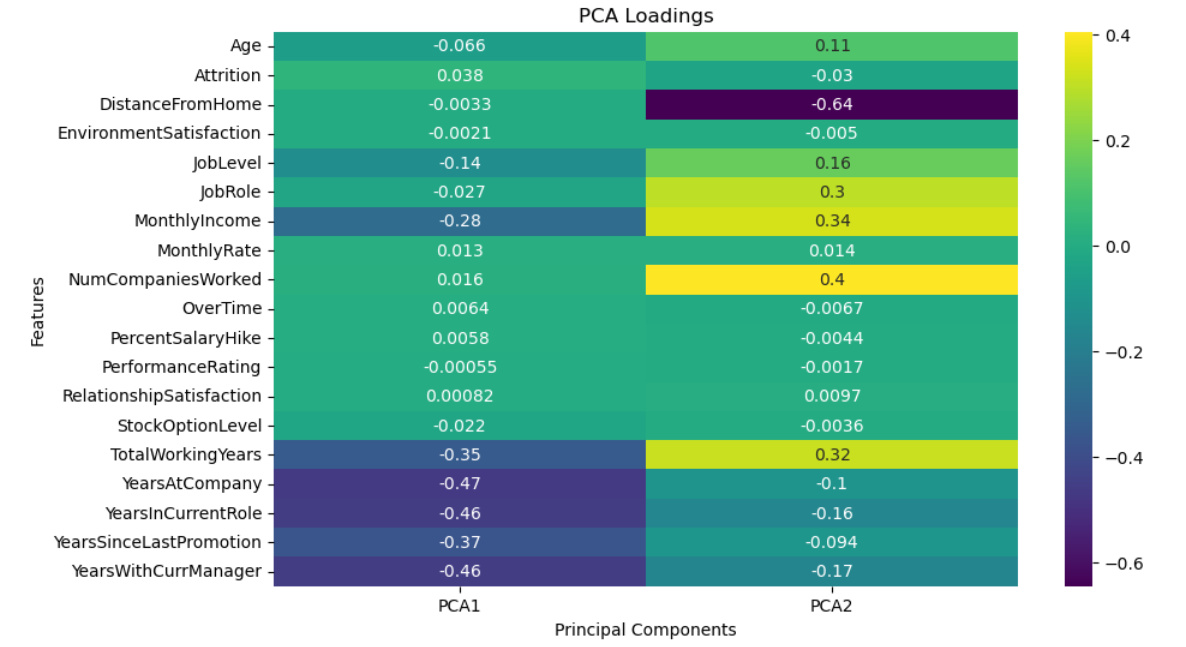 PCA Loadings
Age -0.066 0.11
Attrition 0.038 -0.03
DistanceFromHome -0.0033 -0.64
EnvironmentSatisfaction -0.0021 -0.005
JobLevel -0.14 0.16
JobRole -0.027 0.3
MonthlyIncome -0.28 0.34
MonthlyRate 0.013 0.014
NumCompaniesWorked 0.016 0.4
OverTime 0.0064 -0.0067
PercentSalaryHike 0.0058 -0.0044
PerformanceRating -0.00055 -0.0017
RelationshipSatisfaction 0.00082 0.0097
StockOptionLevel -0.022 -0.0036
TotalWorkingYears -0.35 0.32
YearsAtCompany -0.47 -0.1
YearsInCurrentRole -0.46 -0.16
YearsSinceLastPromotion -0.37 -0.094
YearsWithCurrManager -0.46 -0.17
Features
PCA1 PCA2
Principal Components
0.4
0.2
0.0
−0.2
−0.4
−0.6